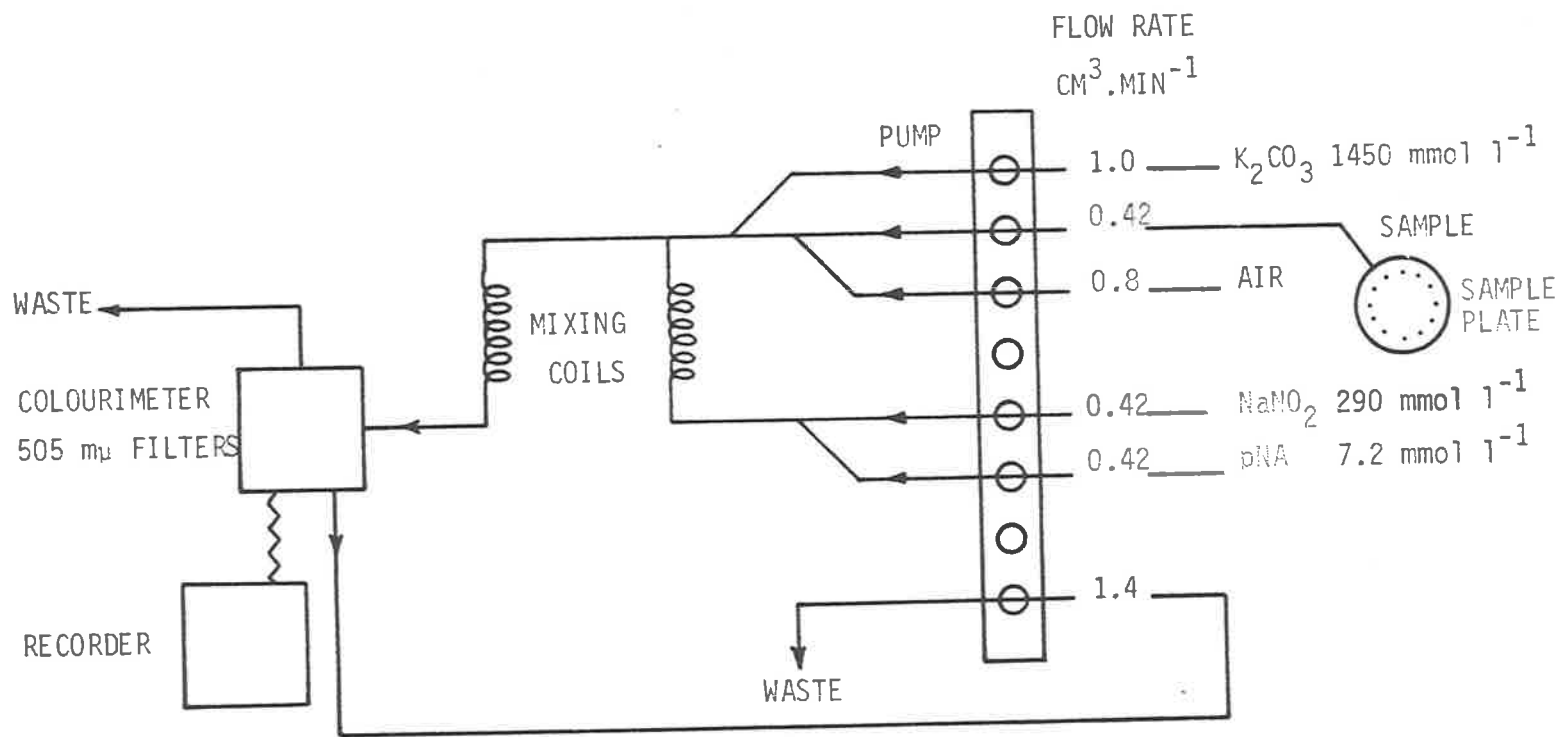 FLOW RATE
CM³.MIN⁻¹
PUMP
1.0 K₂CO₃ 1450 mmol l⁻¹
0.42
SAMPLE
0.8 AIR
SAMPLE
PLATE
WASTE
MIXING
COILS
COLOURIMETER
505 mμ FILTERS
0.42 NaNO₂ 290 mmol l⁻¹
0.42 pNA 7.2 mmol l⁻¹
1.4
RECORDER
WASTE